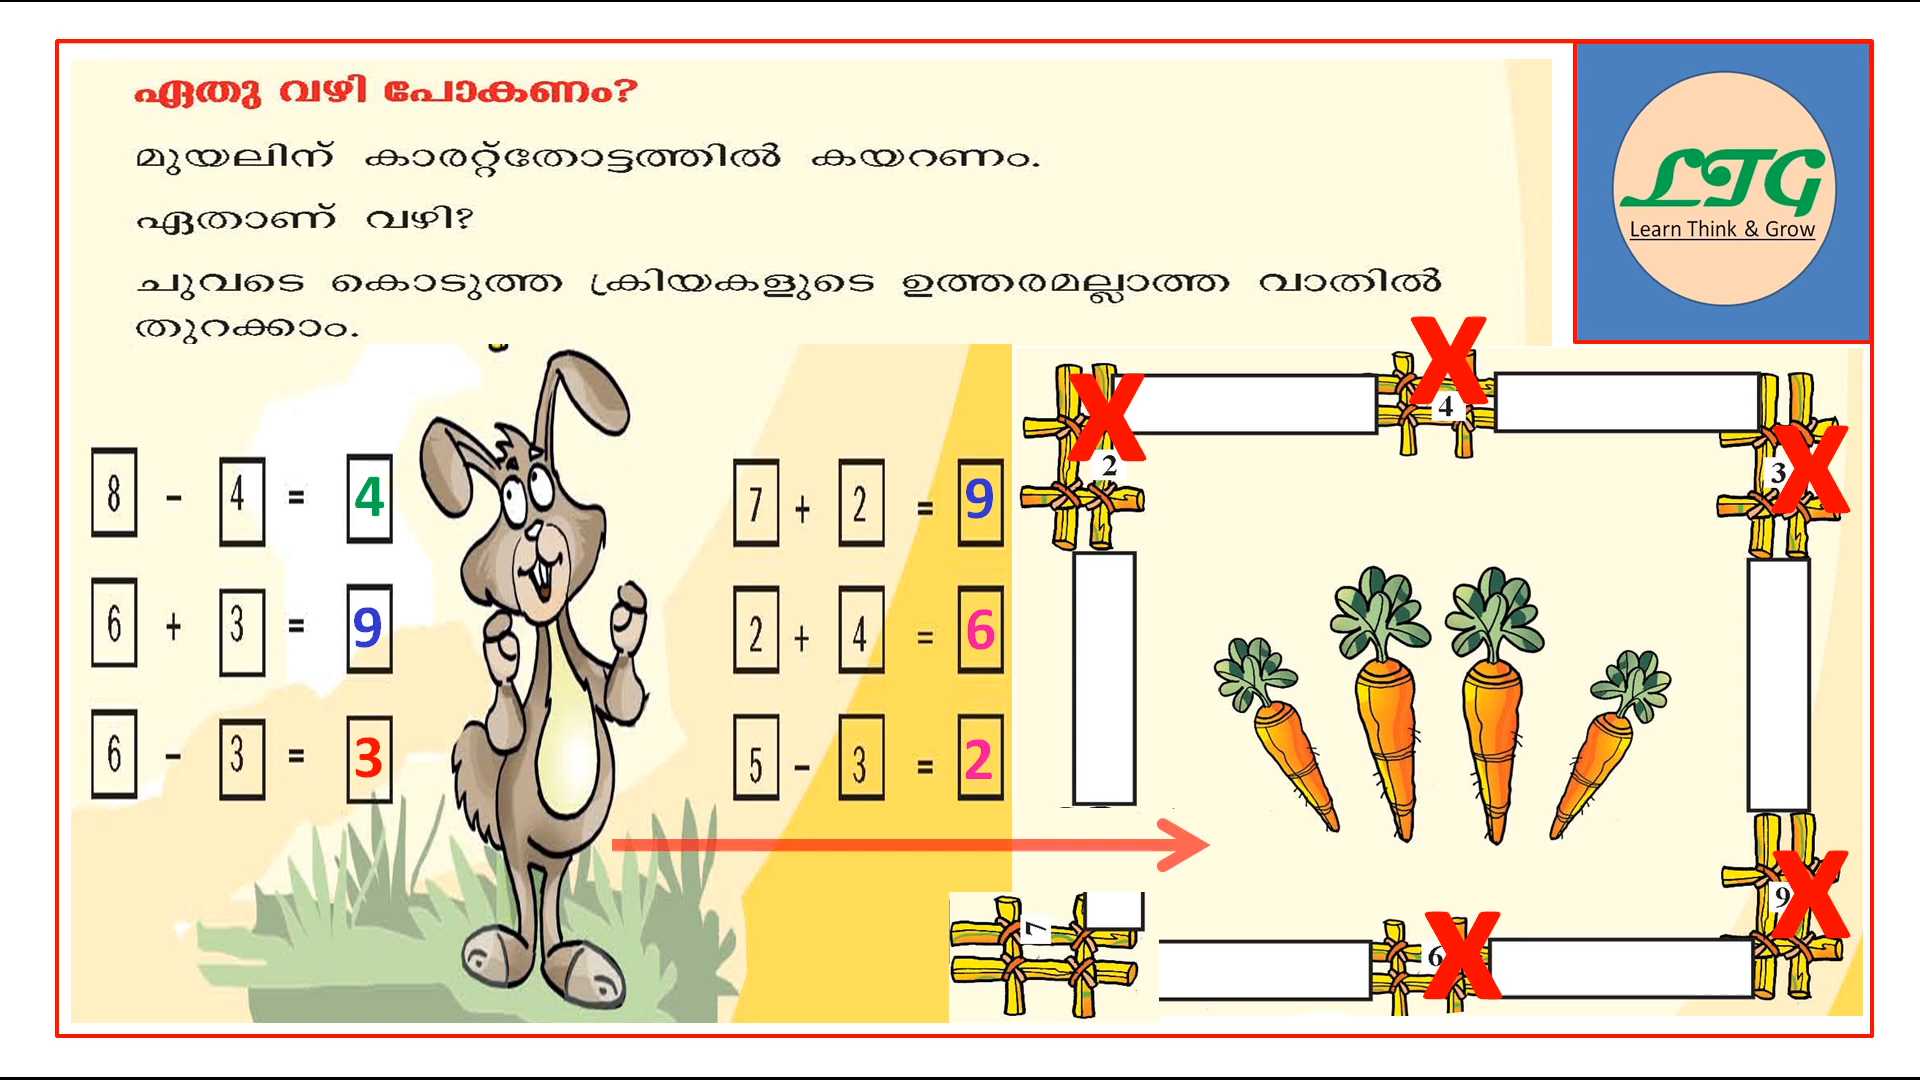 ഏതു വഴി പോകണം?
മുയലിന് കാരറ്റ്തോട്ടത്തിൽ കയറണം.
ഏതാണ് വഴി?
ചുവടെ കൊടുത്ത ക്രിയകളുടെ ഉത്തരമല്ലാത്ത വാതിൽ
തുറക്കാം.
LTG
Learn Think & Grow
8 - 4 = 4
6 + 3 = 9
6 - 3 = 3
7 + 2 = 9
2 + 4 = 6
5 - 3 = 2
X
4
X
2
X
3
X
9
7
X
6